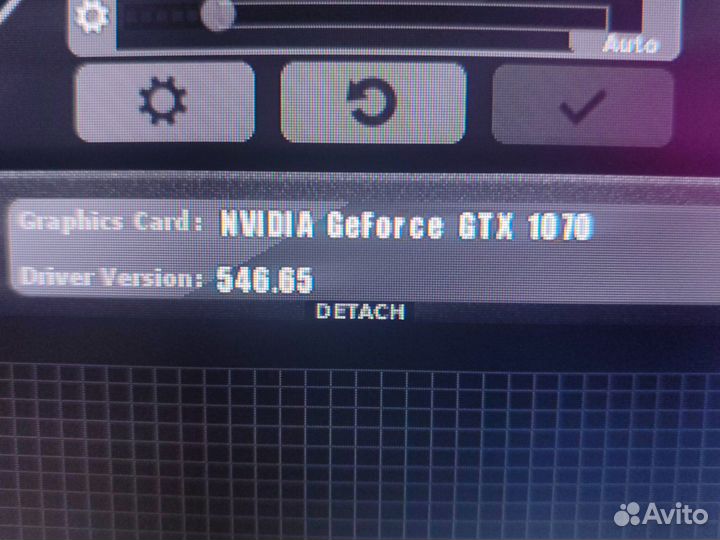 Auto
Graphics Card: NVIDIA GeForce GTX 1070
Driver Version: 546.65
DETACH
Avito